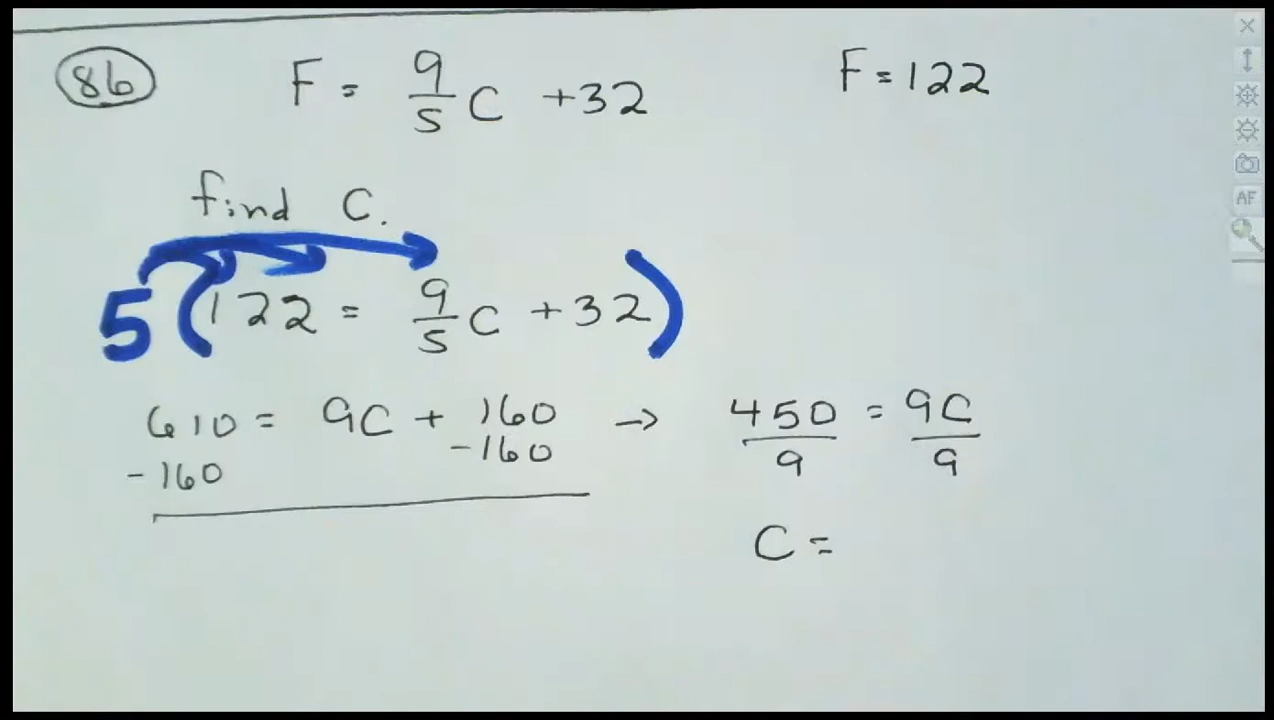 86 F = 9/5 C + 32 F = 122
find C.
5 ( 122 = 9/5 C + 32 )
610 = 9C + 160 → 450/9 = 9C/9
-160 -160
C =
AF